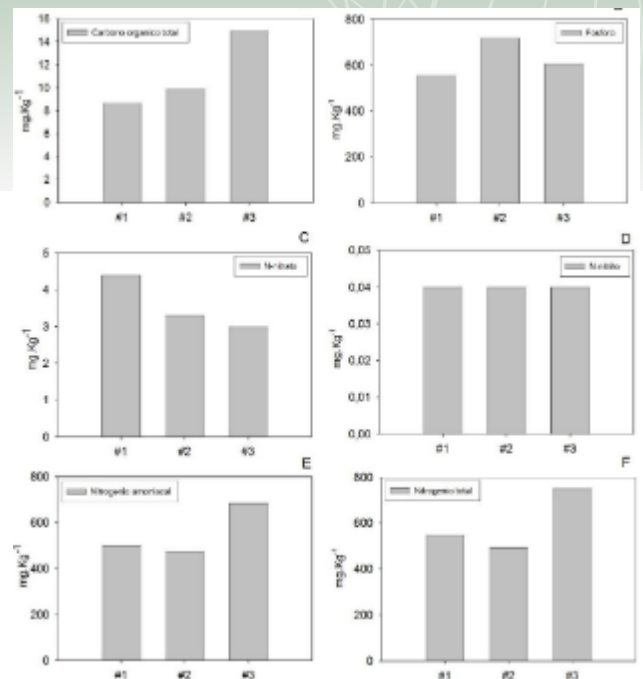 16
14
12
10
8
6
4
2
0
mg.Kg-1
Carbono organico total
#1 #2 #3
800
600
400
200
0
mg.Kg-1
Fosforo
#1 #2 #3
C
5
4
3
2
1
0
mg.Kg-1
N-nitrato
#1 #2 #3
D
0,05
0,04
0,03
0,02
0,01
0,00
mg.Kg-1
N-nitrito
#1 #2 #3
E
800
600
400
200
0
mg.Kg-1
Nitrogenio amoniacal
#1 #2 #3
F
800
600
400
200
0
mg.Kg-1
Nitrogenio total
#1 #2 #3